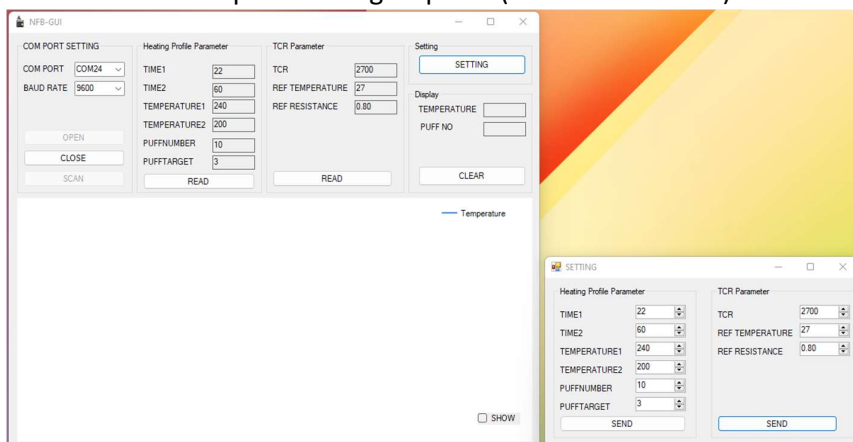 NFB-GUI
COM PORT SETTING
COM PORT COM24
BAUD RATE 9600
OPEN
CLOSE
SCAN
Heating Profile Parameter
TIME1 22
TIME2 60
TEMPERATURE1 240
TEMPERATURE2 200
PUFFNUMBER 10
PUFFTARGET 3
READ
TCR Parameter
TCR 2700
REF TEMPERATURE 27
REF RESISTANCE 0.80
READ
Setting
SETTING
Display
TEMPERATURE
PUFF NO
CLEAR
Temperature
SHOW
SETTING
Heating Profile Parameter
TIME1 22
TIME2 60
TEMPERATURE1 240
TEMPERATURE2 200
PUFFNUMBER 10
PUFFTARGET 3
SEND
TCR Parameter
TCR 2700
REF TEMPERATURE 27
REF RESISTANCE 0.80
SEND